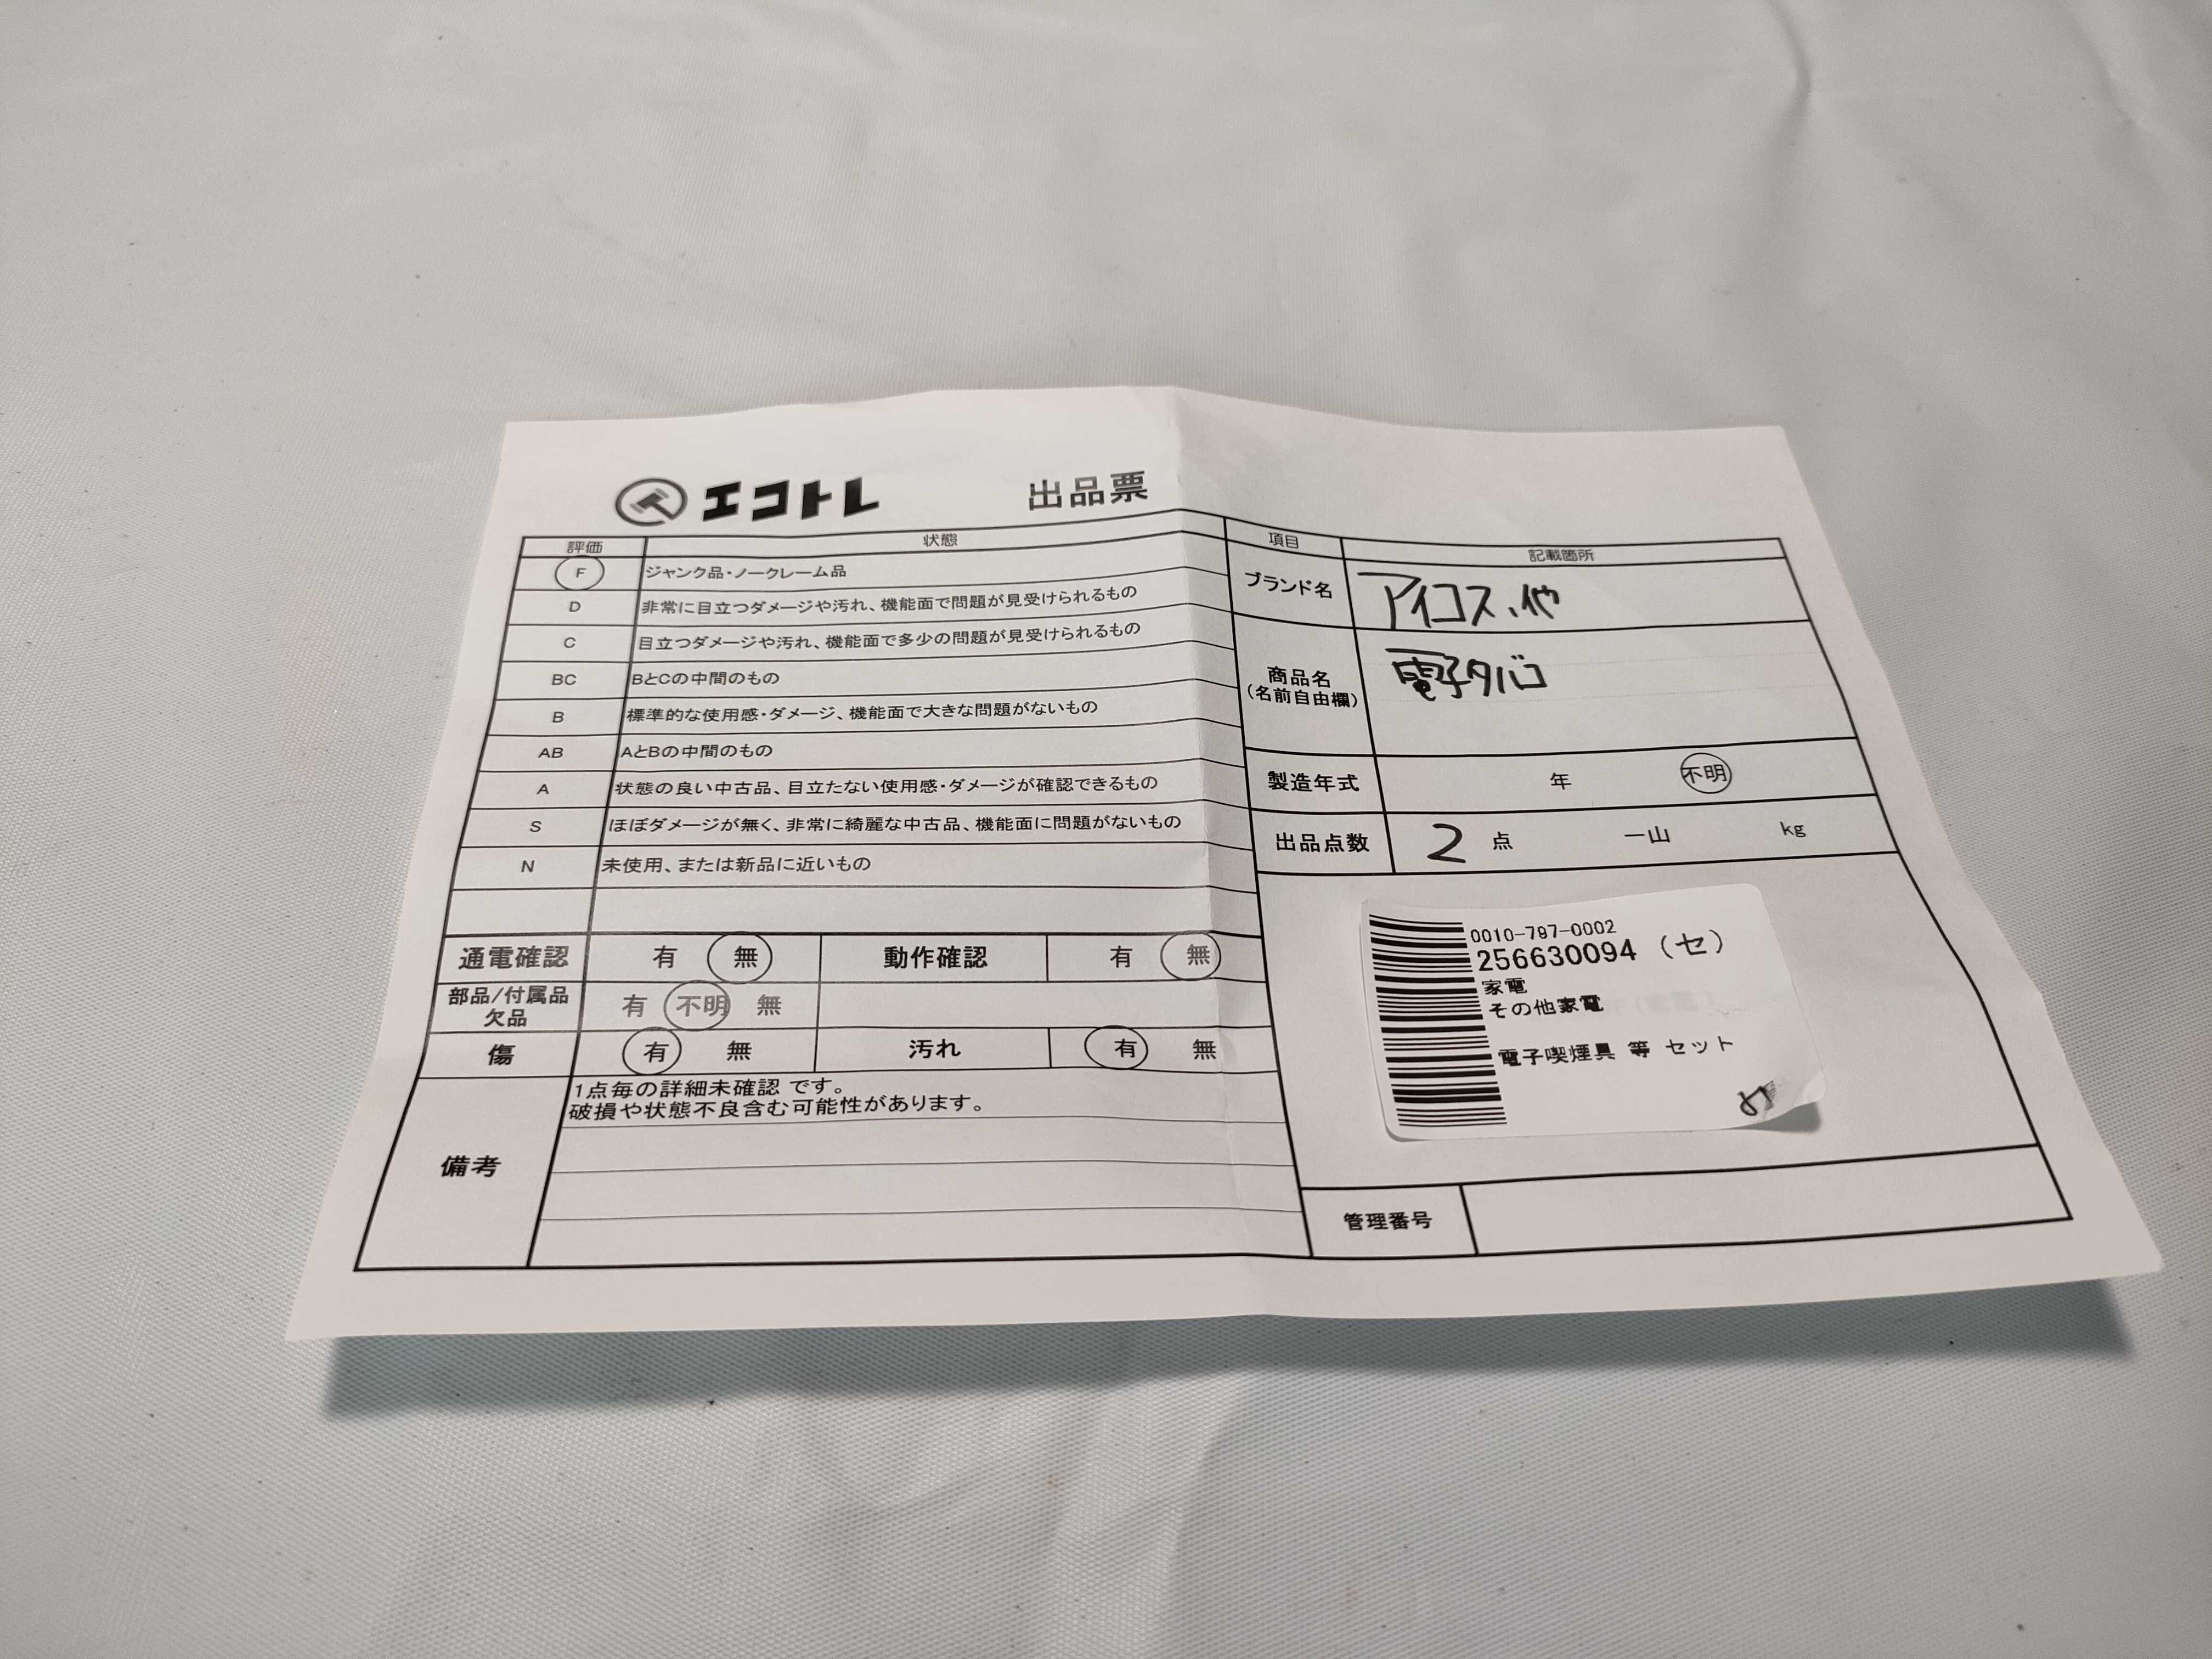 エコトレ 出品票
評価 状態
F ジャンク品・ノークレーム品
D 非常に目立つダメージや汚れ、機能面で問題が見受けられるもの
C 目立つダメージや汚れ、機能面で多少の問題が見受けられるもの
BC BとCの中間のもの
B 標準的な使用感・ダメージ、機能面で大きな問題がないもの
AB AとBの中間のもの
A 状態の良い中古品、目立たない使用感・ダメージが確認できるもの
S ほぼダメージが無く、非常に綺麗な中古品、機能面に問題がないもの
N 未使用、または新品に近いもの
通電確認 有 無 動作確認 有 無
部品/付属品
欠品 有 不明 無
傷 有 無 汚れ 有 無
備考
1点毎の詳細未確認 です。
破損や状態不良含む可能性があります。
項目 記載箇所
ブランド名 アイコス、他
商品名
(名前自由欄)
電子タバコ
製造年式 年 不明
出品点数 2 点 一山 kg
0010-797-0002
256630094 (セ)
家電
その他家電
電子喫煙具 等 セット
管理番号